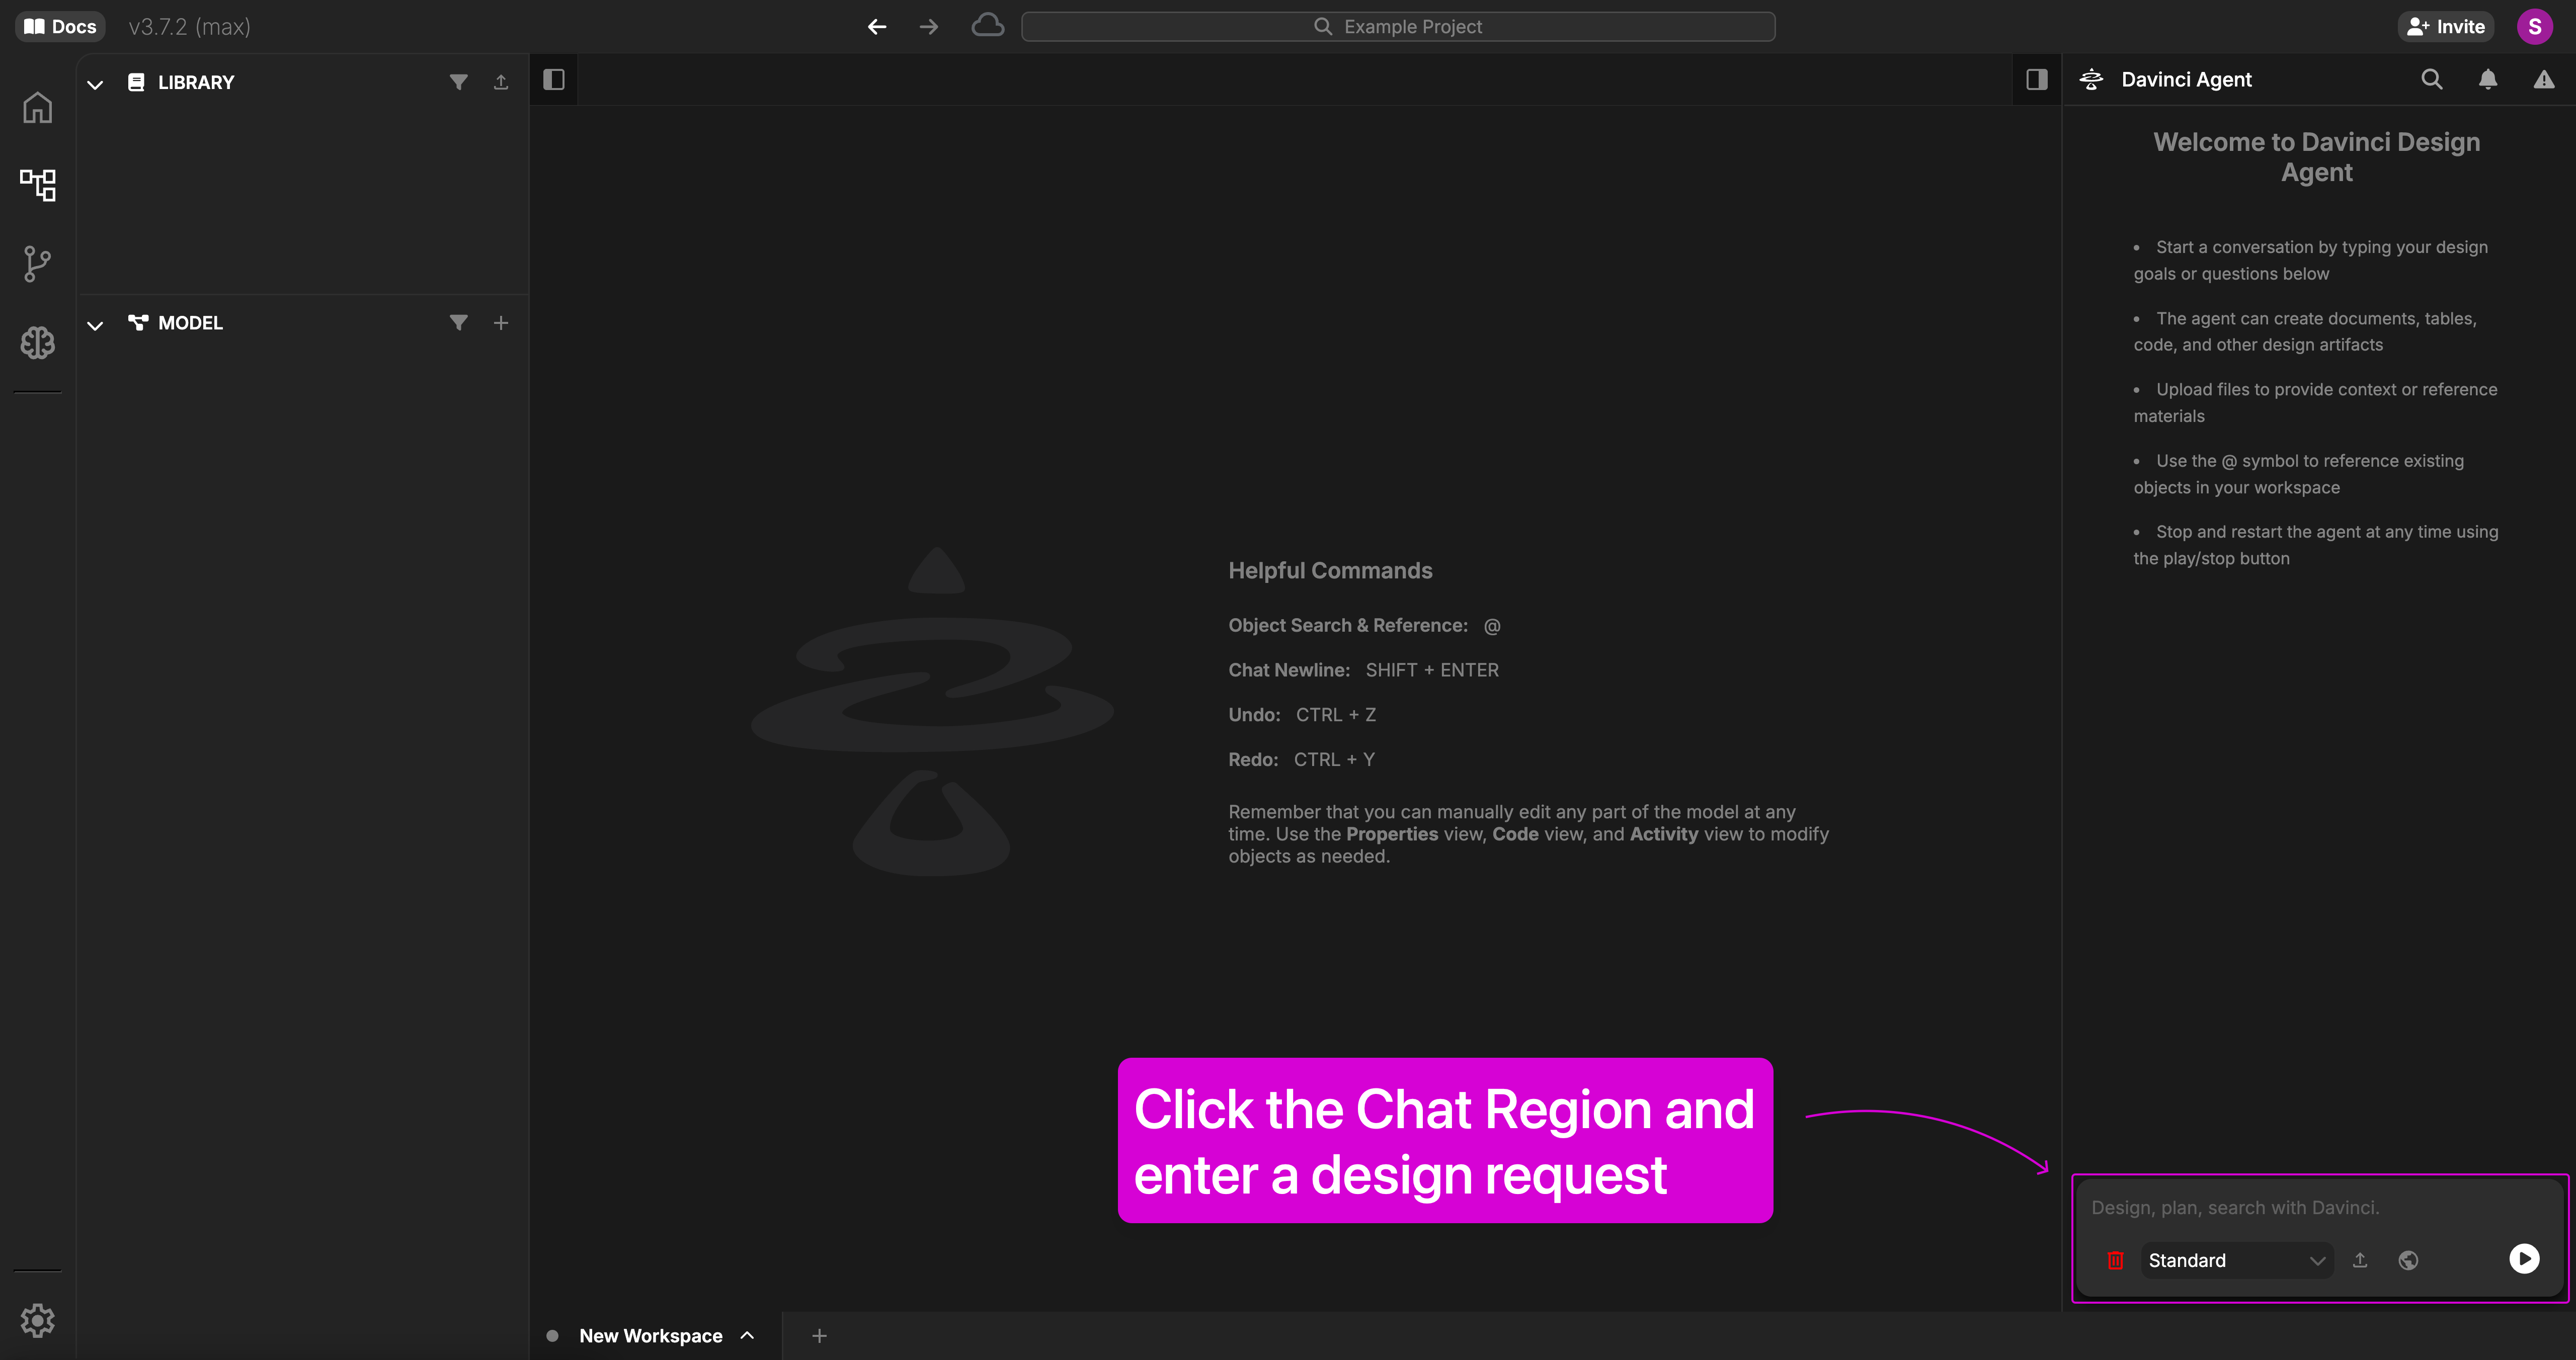 Docs
v3.7.2 (max)
Example Project
Invite
S
LIBRARY
MODEL
Helpful Commands
Object Search & Reference: @
Chat Newline: SHIFT + ENTER
Undo: CTRL + Z
Redo: CTRL + Y
Remember that you can manually edit any part of the model at any
time. Use the Properties view, Code view, and Activity view to modify
objects as needed.
Click the Chat Region and
enter a design request
New Workspace
Davinci Agent
Welcome to Davinci Design
Agent
• Start a conversation by typing your design
goals or questions below
• The agent can create documents, tables,
code, and other design artifacts
• Upload files to provide context or reference
materials
• Use the @ symbol to reference existing
objects in your workspace
• Stop and restart the agent at any time using
the play/stop button
Design, plan, search with Davinci.
Standard